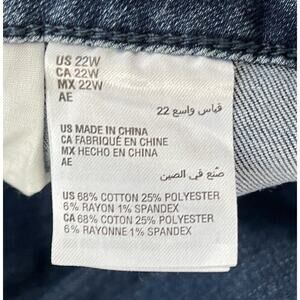 US 22W
CA 22W
MX 22W
AE
قياس واسع 22
US MADE IN CHINA
CA FABRIQUÉ EN CHINE
MX HECHO EN CHINA
AE
صنع في الصين
US 68% COTTON 25% POLYESTER
6% RAYON 1% SPANDEX
CA 68% COTTON 25% POLYESTER
6% RAYONNE 1% SPANDEX